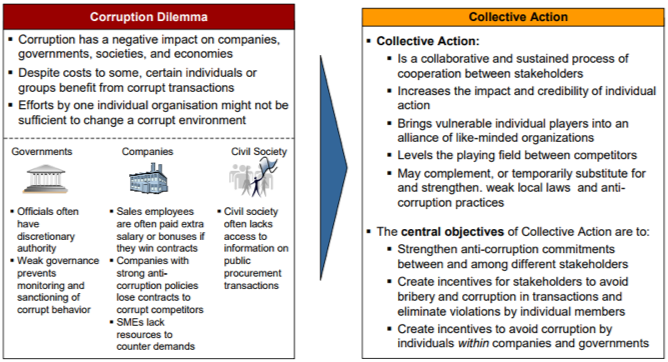 Corruption Dilemma
▪ Corruption has a negative impact on companies,
governments, societies, and economies
▪ Despite costs to some, certain individuals or
groups benefit from corrupt transactions
▪ Efforts by one individual organisation might not be
sufficient to change a corrupt environment
Governments
▪ Officials often
have
discretionary
authority
▪ Weak governance
prevents
monitoring and
sanctioning of
corrupt behavior
Companies
▪ Sales employees
are often paid extra
salary or bonuses if
they win contracts
▪ Companies with
strong anti-
corruption policies
lose contracts to
corrupt competitors
▪ SMEs lack
resources to
counter demands
Civil Society
▪ Civil society
often lacks
access to
information on
public
procurement
transactions
Collective Action
▪ Collective Action:
▪ Is a collaborative and sustained process of
cooperation between stakeholders
▪ Increases the impact and credibility of individual
action
▪ Brings vulnerable individual players into an
alliance of like-minded organizations
▪ Levels the playing field between competitors
▪ May complement, or temporarily substitute for
and strengthen. weak local laws and anti-
corruption practices
▪ The central objectives of Collective Action are to:
▪ Strengthen anti-corruption commitments
between and among different stakeholders
▪ Create incentives for stakeholders to avoid
bribery and corruption in transactions and
eliminate violations by individual members
▪ Create incentives to avoid corruption by
individuals within companies and governments